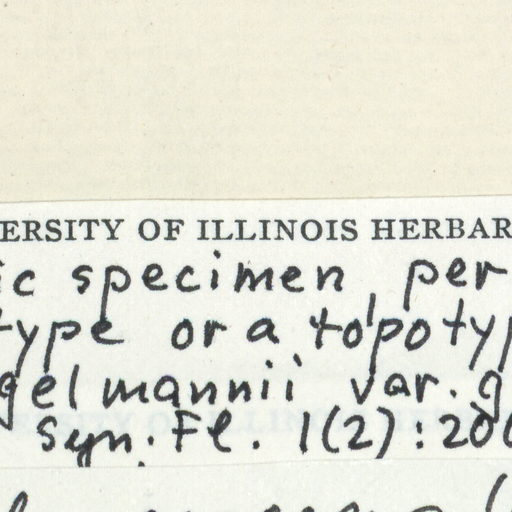 ERSITY OF ILLINOIS HERBAR
ic specimen, per
type or a topotyp
gelmannii var. g
Syn. Fl. 1(2): 20